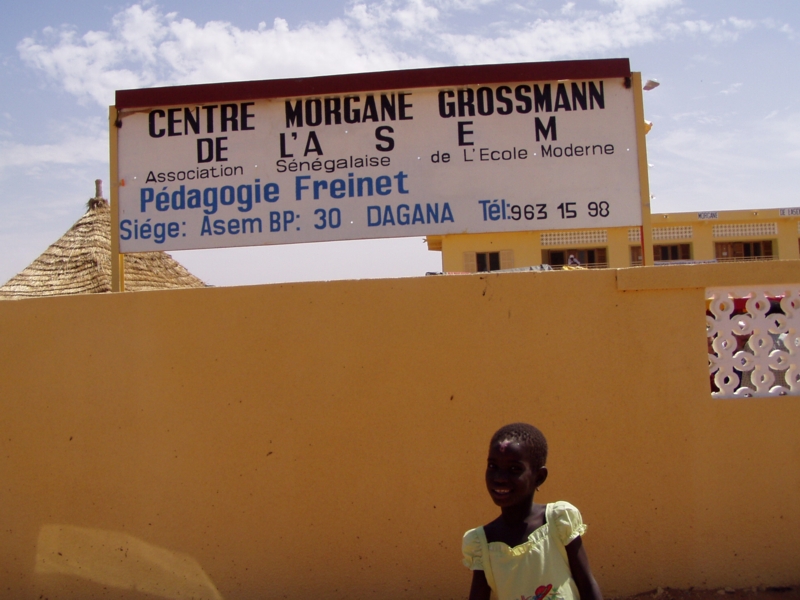 CENTRE MORGANE GROSSMANN
DE L'A S E M
Association Sénégalaise de L'Ecole Moderne
Pédagogie Freinet
Siége: Asem BP: 30 DAGANA Tél:963 15 98